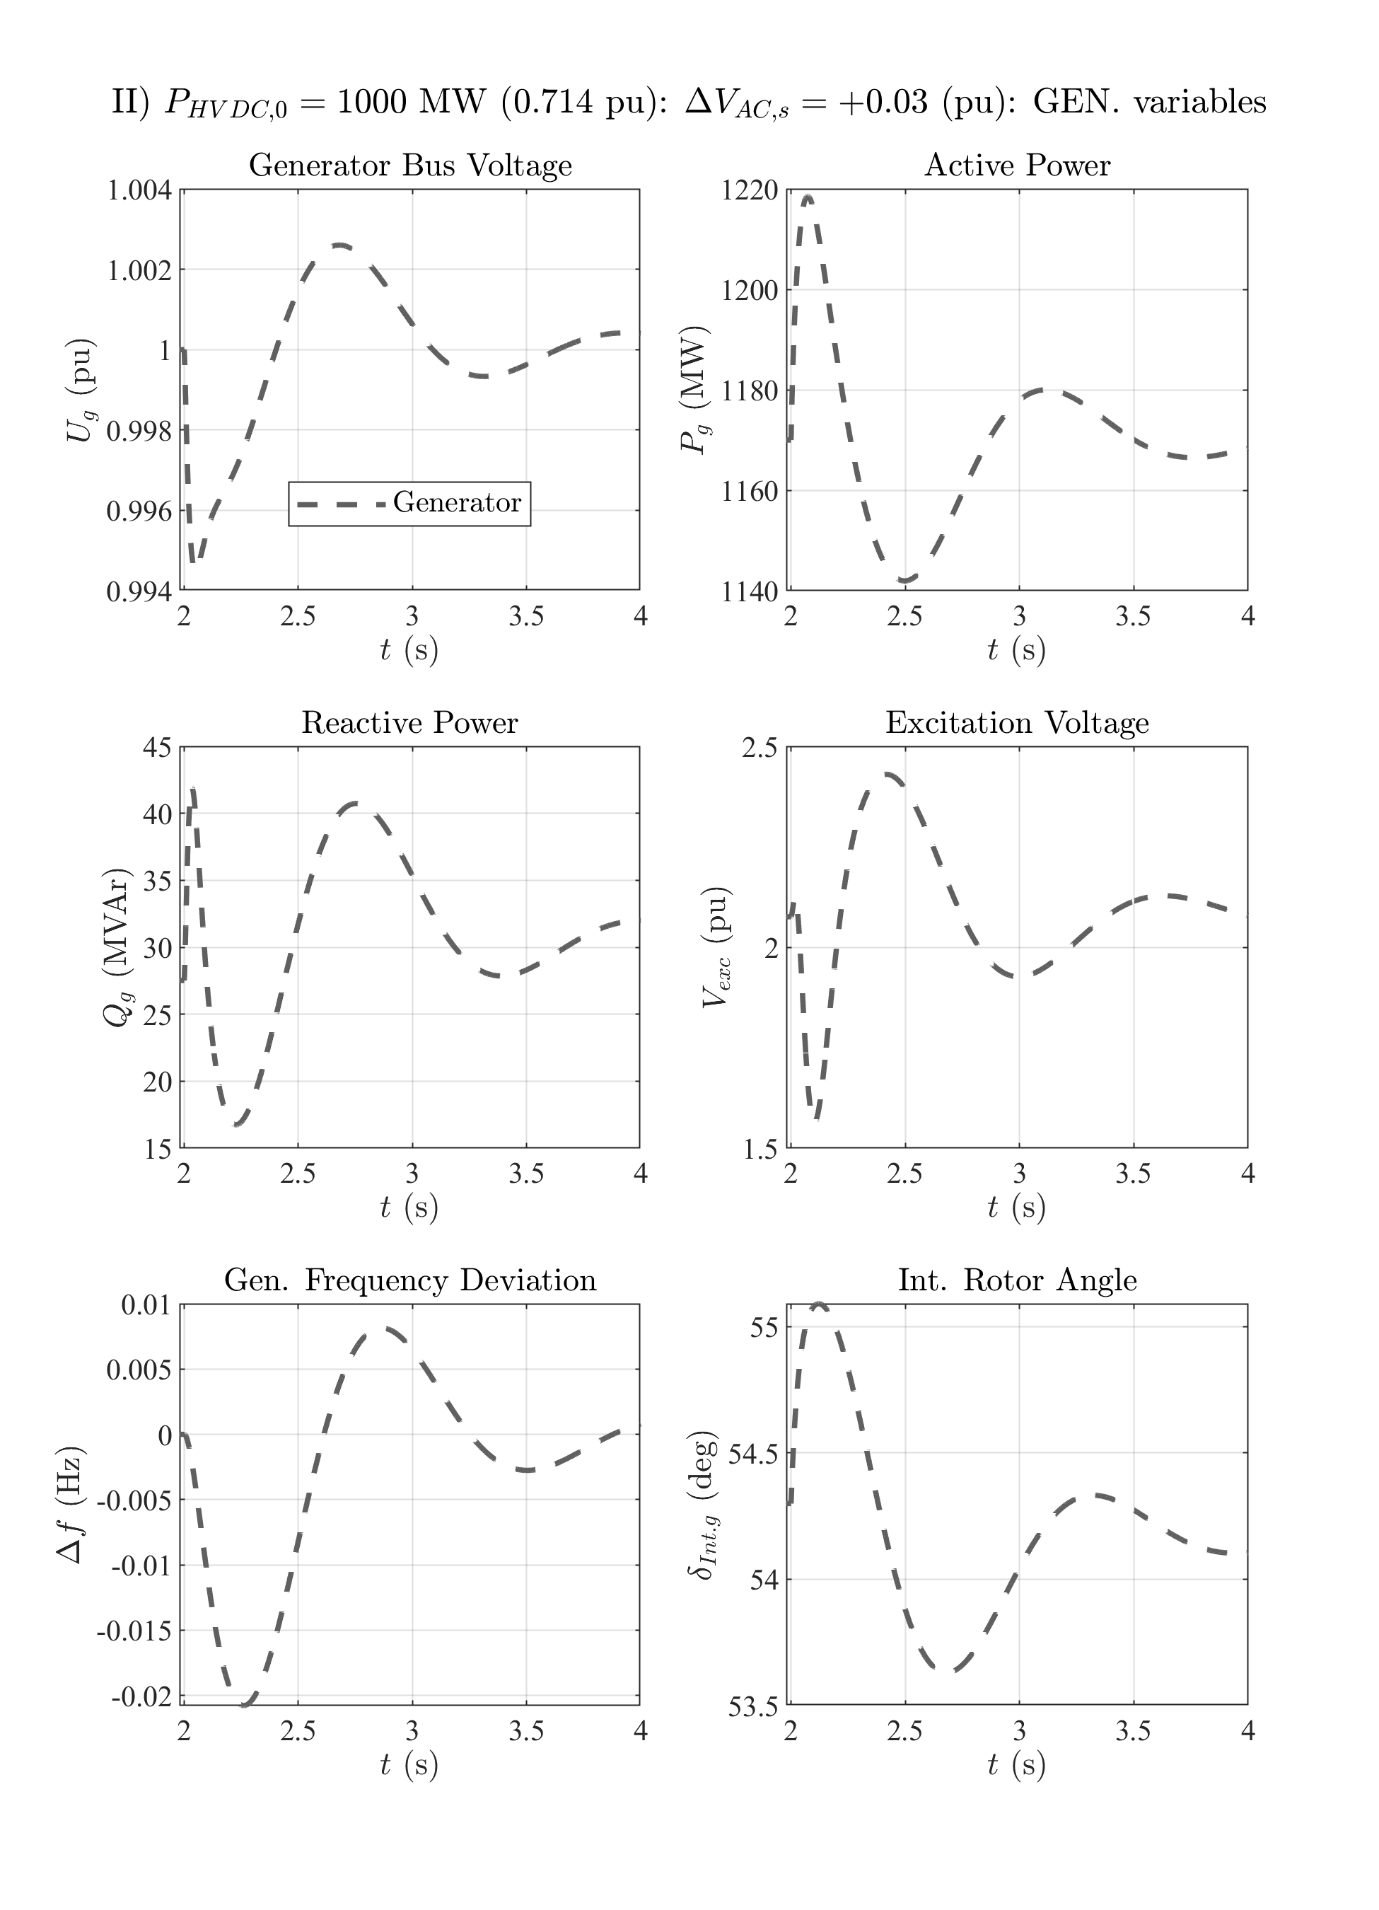 II) P_{HVDC,0} = 1000 MW (0.714 pu): ΔV_{AC,s} = +0.03 (pu): GEN. variables
Generator Bus Voltage
1.004
1.002
1
0.998
0.996
0.994
U_g (pu)
Generator
2 2.5 3 3.5 4
t (s)
Active Power
1220
1200
1180
1160
1140
P_g (MW)
2 2.5 3 3.5 4
t (s)
Reactive Power
45
40
35
30
25
20
15
Q_g (MVAr)
2 2.5 3 3.5 4
t (s)
Excitation Voltage
2.5
2
1.5
V_{exc} (pu)
2 2.5 3 3.5 4
t (s)
Gen. Frequency Deviation
0.01
0.005
0
-0.005
-0.01
-0.015
-0.02
Δf (Hz)
2 2.5 3 3.5 4
t (s)
Int. Rotor Angle
55
54.5
54
53.5
δ_{Int.g} (deg)
2 2.5 3 3.5 4
t (s)